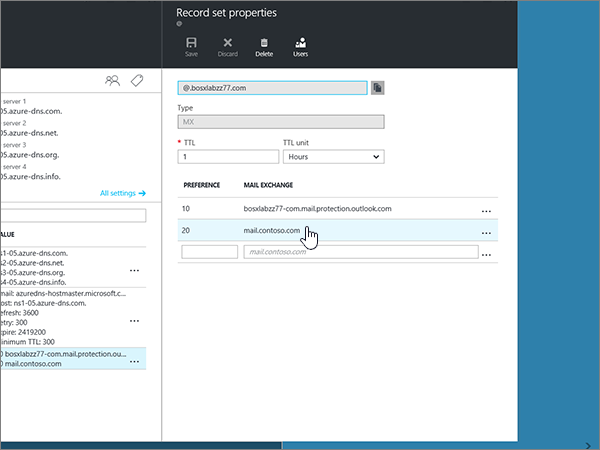 Record set properties
Save
Discard
Delete
Users
@.bosxlabzz77.com
Type
MX
* TTL
TTL unit
1
Hours
PREFERENCE
MAIL EXCHANGE
10
bosxlabzz77-com.mail.protection.outlook.com
...
20
mail.contoso.com
...
mail.contoso.com
...
server 1
05.azure-dns.com.
server 2
05.azure-dns.net.
server 3
05.azure-dns.org.
server 4
05.azure-dns.info.
All settings
ALUE
s1-05.azure-dns.com.
s2-05.azure-dns.net.
s3-05.azure-dns.org.
s4-05.azure-dns.info.
...
mail: azuredns-hostmaster.microsoft.c...
ost: ns1-05.azure-dns.com.
efresh: 3600
etry: 300
xpire: 2419200
inimum TTL: 300
...
0 bosxlabzz77-com.mail.protection.ou...
0 mail.contoso.com
...